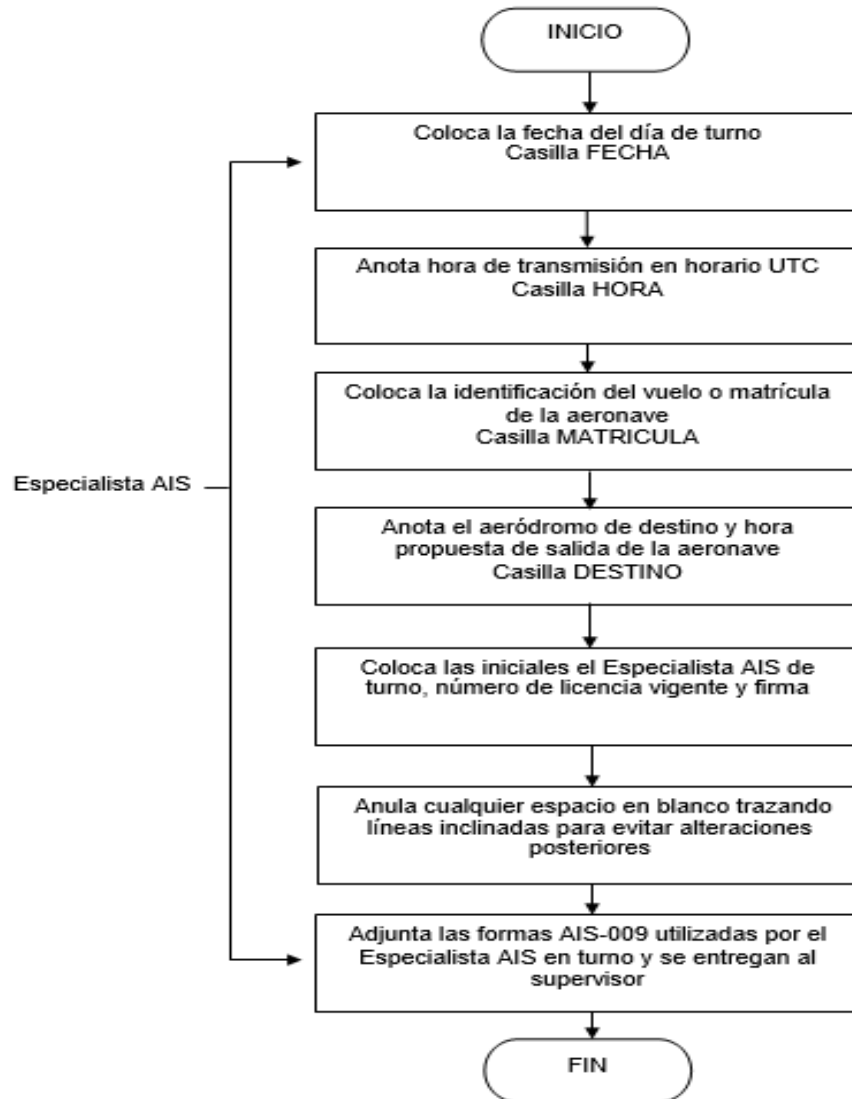 INICIO
Coloca la fecha del día de turno
Casilla FECHA
Anota hora de transmisión en horario UTC
Casilla HORA
Coloca la identificación del vuelo o matrícula
de la aeronave
Casilla MATRICULA
Especialista AIS
Anota el aeródromo de destino y hora
propuesta de salida de la aeronave
Casilla DESTINO
Coloca las iniciales el Especialista AIS de
turno, número de licencia vigente y firma
Anula cualquier espacio en blanco trazando
líneas inclinadas para evitar alteraciones
posteriores
Adjunta las formas AIS-009 utilizadas por el
Especialista AIS en turno y se entregan al
supervisor
FIN